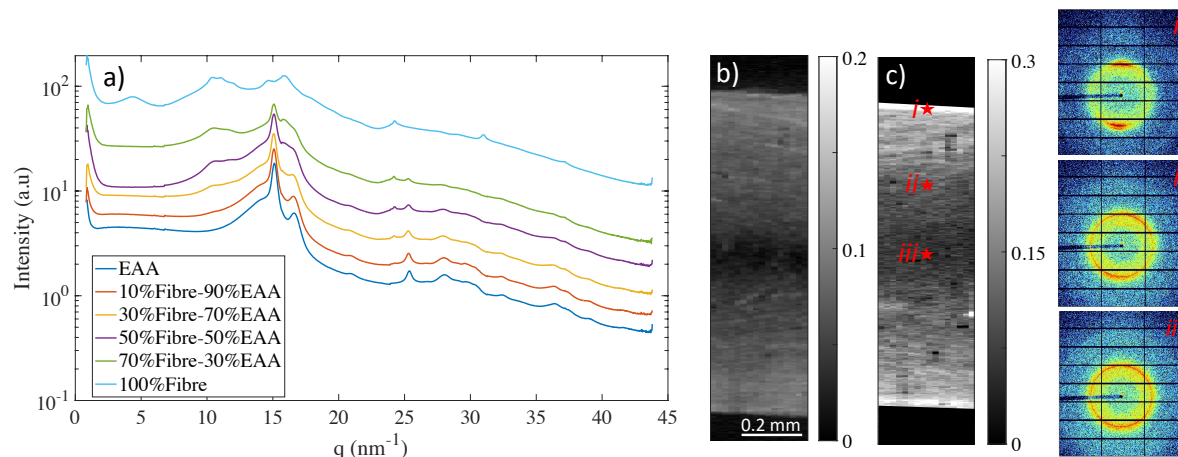 a)
Intensity (a.u)
10²
10¹
10⁰
10⁻¹
EAA
10%Fibre-90%EAA
30%Fibre-70%EAA
50%Fibre-50%EAA
70%Fibre-30%EAA
100%Fibre
0 5 10 15 20 25 30 35 40 45
q (nm⁻¹)
b)
0.2 mm
0.2
0.1
0
c)
i
ii
iii
0.3
0.15
0